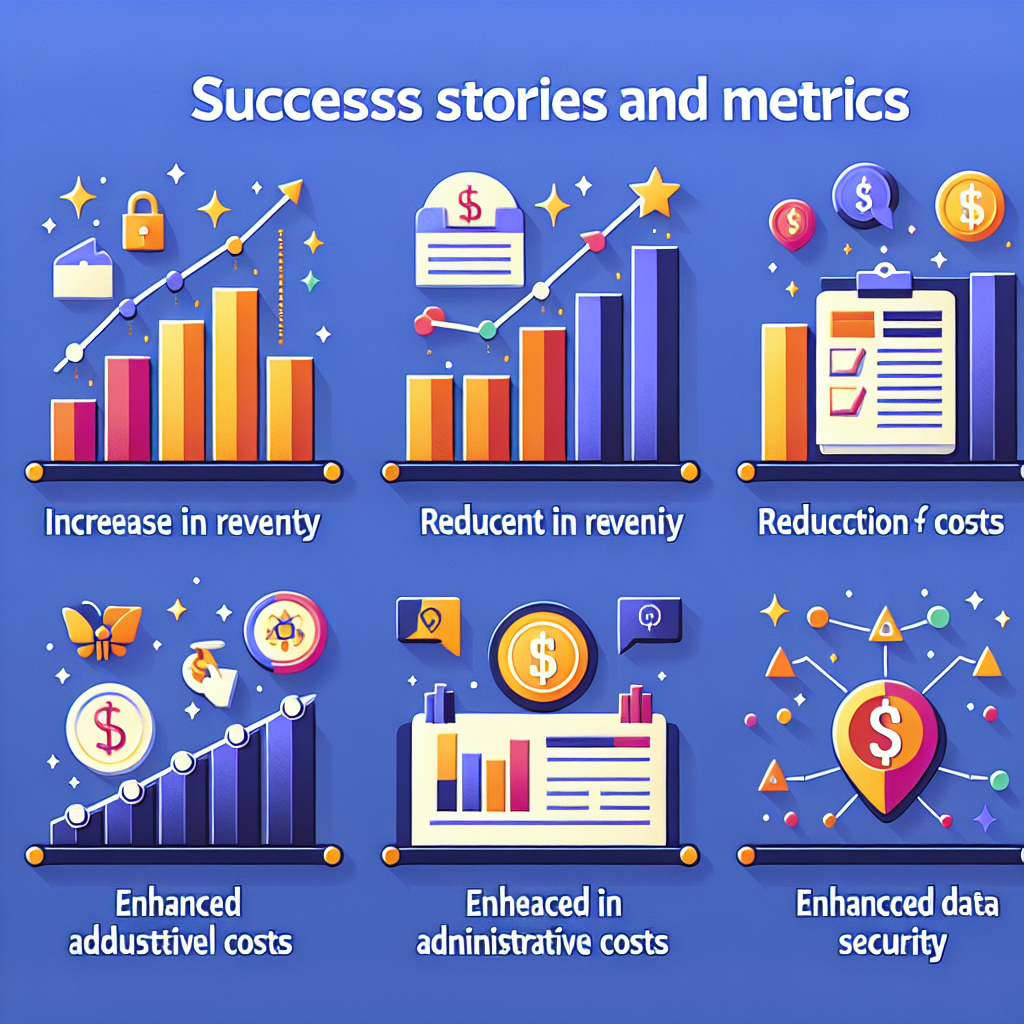 Successs stories and metrics
$
$
$
$
Increease in reventy
Reducent in reveniy
Reducction f costs
$
$
$
Enhanced
addusttivel costs
Enheaced in
adninistrative costs
Enhancced data
security